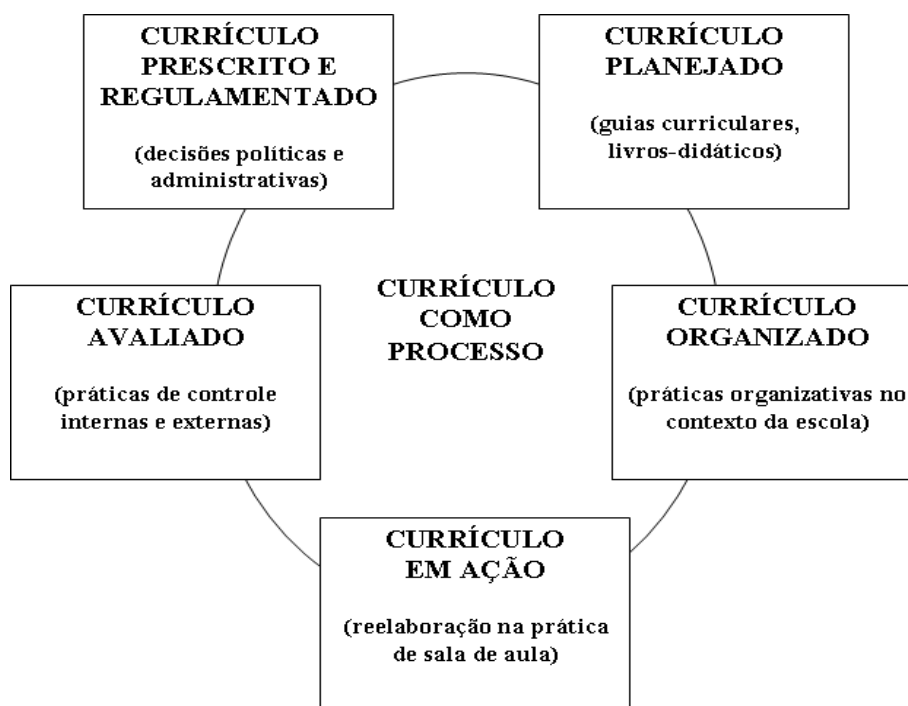 CURRÍCULO
PRESCRITO E
REGULAMENTADO
(decisões políticas e
administrativas)
CURRÍCULO
PLANEJADO
(guias curriculares,
livros-didáticos)
CURRÍCULO
AVALIADO
(práticas de controle
internas e externas)
CURRÍCULO
COMO
PROCESSO
CURRÍCULO
ORGANIZADO
(práticas organizativas no
contexto da escola)
CURRÍCULO
EM AÇÃO
(reelaboração na prática
de sala de aula)